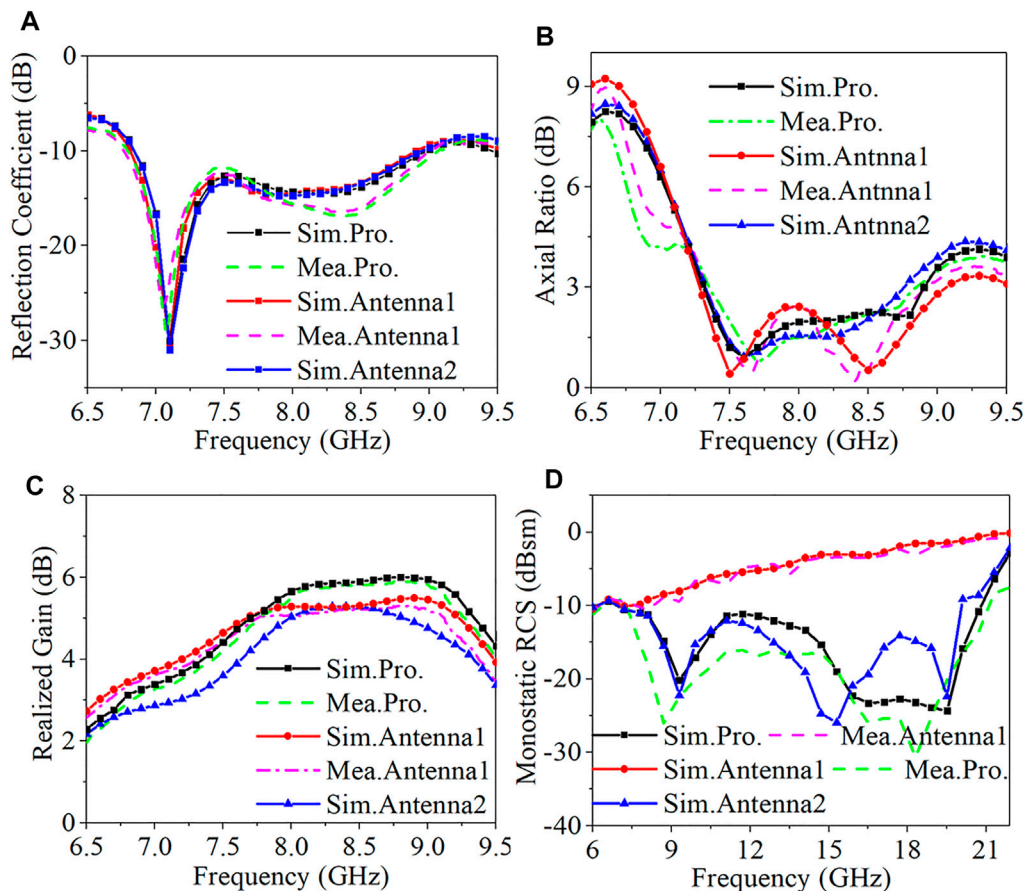 A
Reflection Coefficient (dB)
0
-10
-20
-30
6.5 7.0 7.5 8.0 8.5 9.0 9.5
Frequency (GHz)
Sim.Pro.
Mea.Pro.
Sim.Antenna1
Mea.Antenna1
Sim.Antenna2
B
Axial Ratio (dB)
9
6
3
0
6.5 7.0 7.5 8.0 8.5 9.0 9.5
Frequency (GHz)
Sim.Pro.
Mea.Pro.
Sim.Antnna1
Mea.Antnna1
Sim.Antnna2
C
Realized Gain (dB)
8
6
4
2
0
6.5 7.0 7.5 8.0 8.5 9.0 9.5
Frequency (GHz)
Sim.Pro.
Mea.Pro.
Sim.Antenna1
Mea.Antenna1
Sim.Antenna2
D
Monostatic RCS (dBsm)
0
-10
-20
-30
-40
6 9 12 15 18 21
Frequency (GHz)
Sim.Pro. Mea.Antenna1
Sim.Antenna1 Mea.Pro.
Sim.Antenna2